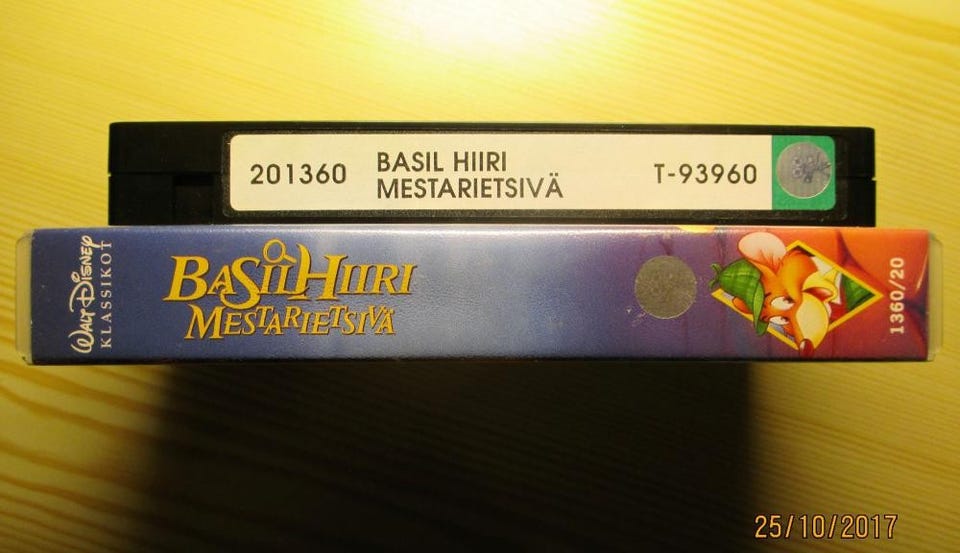 201360
BASIL HIIRI
MESTARIETSIVÄ
T-93960
WALT DISNEY
KLASSIKOT
BASIL HIIRI
MESTARIETSIVÄ
1360/20
25/10/2017